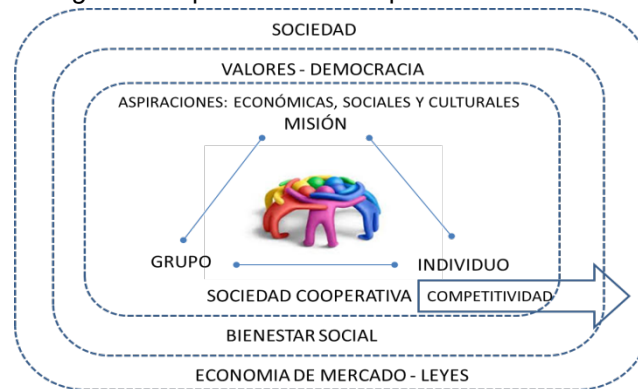 SOCIEDAD
VALORES - DEMOCRACIA
ASPIRACIONES: ECONÓMICAS, SOCIALES Y CULTURALES
MISIÓN
GRUPO
INDIVIDUO
SOCIEDAD COOPERATIVA
COMPETITIVIDAD
BIENESTAR SOCIAL
ECONOMIA DE MERCADO - LEYES